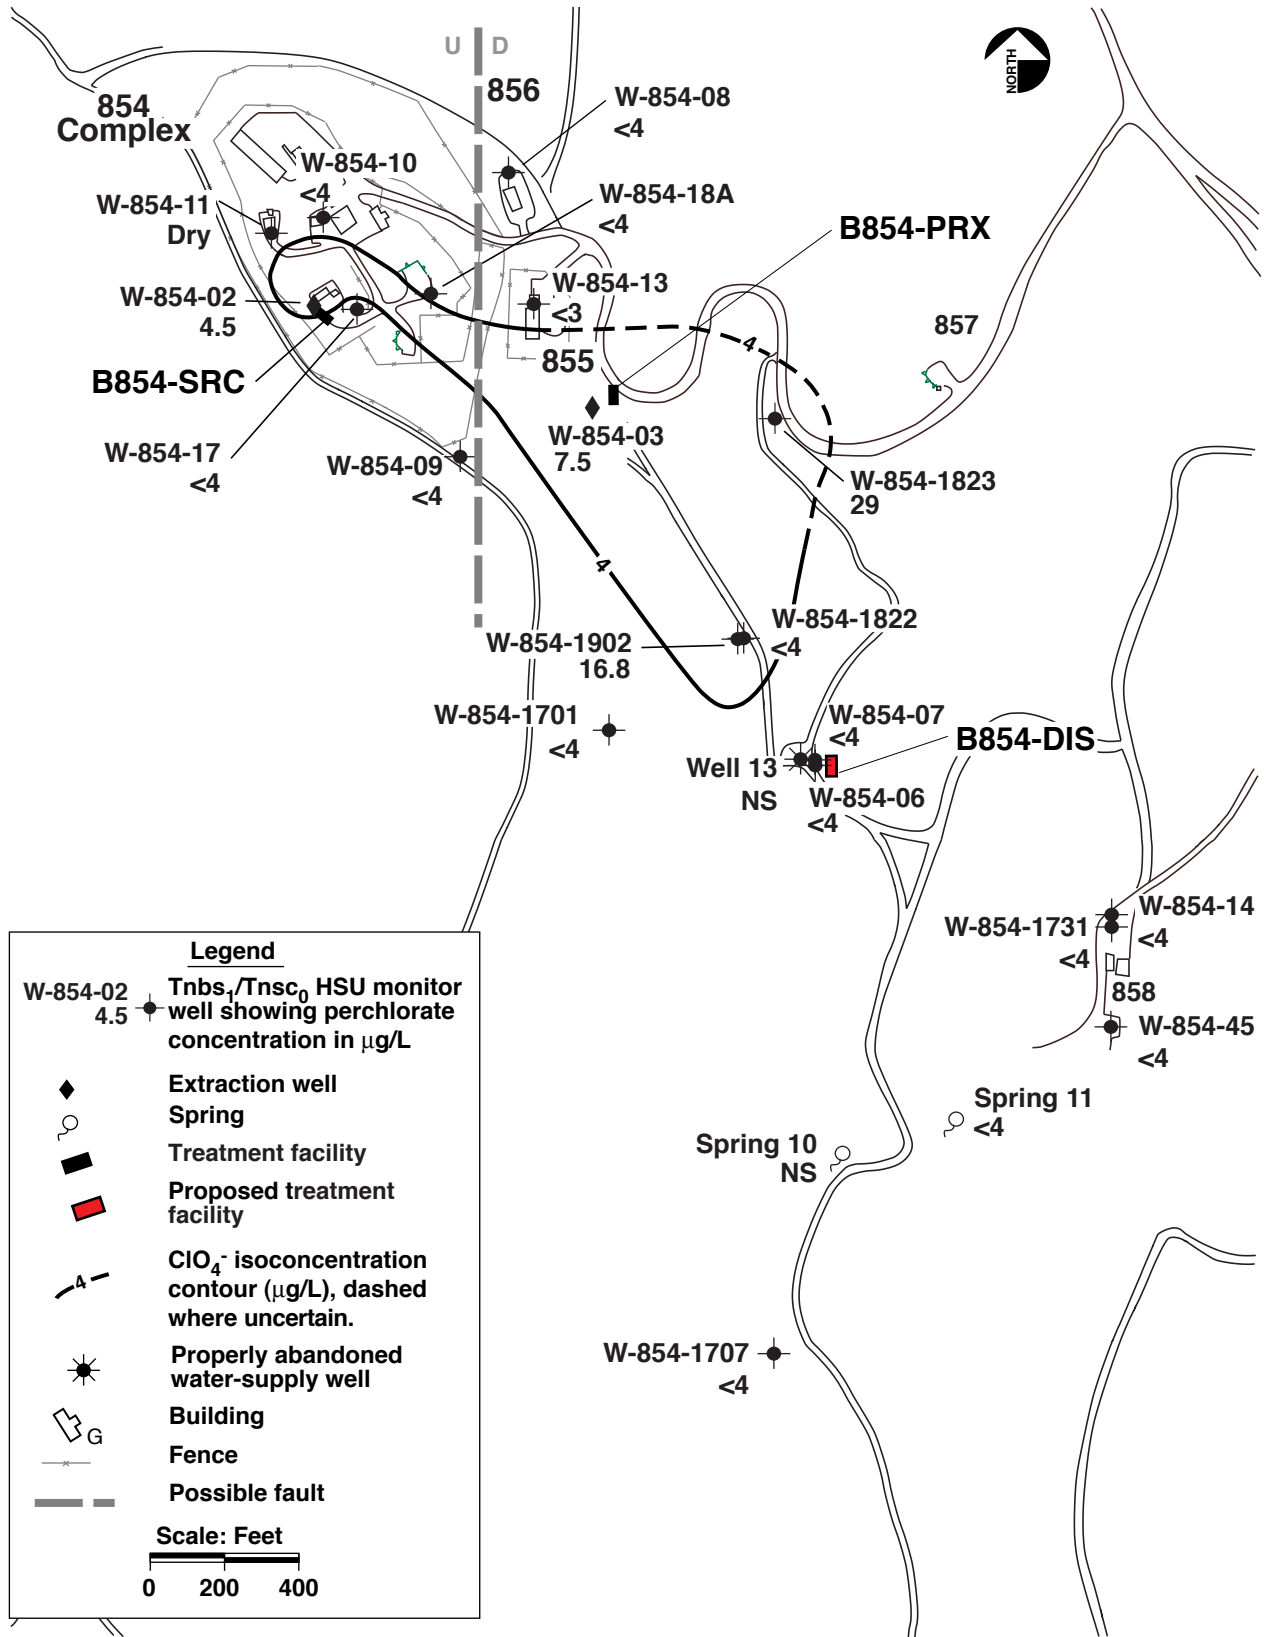 U D
NORTH
856
W-854-08
<4
854
Complex
W-854-10
<4
W-854-18A
<4
W-854-11
Dry
B854-PRX
W-854-02
4.5
W-854-13
<3
857
4
855
B854-SRC
W-854-03
7.5
W-854-17
<4
W-854-09
<4
W-854-1823
29
4
W-854-1822
<4
W-854-1902
16.8
W-854-1701
<4
W-854-07
<4
B854-DIS
Well 13
NS
W-854-06
<4
W-854-14
<4
W-854-1731
<4
858
W-854-45
<4
Spring 11
<4
Spring 10
NS
W-854-1707
<4
Legend
W-854-02
4.5
Tnbs1/Tnsc0 HSU monitor
well showing perchlorate
concentration in µg/L
Extraction well
Spring
Treatment facility
Proposed treatment
facility
4
ClO4- isoconcentration
contour (µg/L), dashed
where uncertain.
Properly abandoned
water-supply well
G
Building
Fence
Possible fault
Scale: Feet
0 200 400